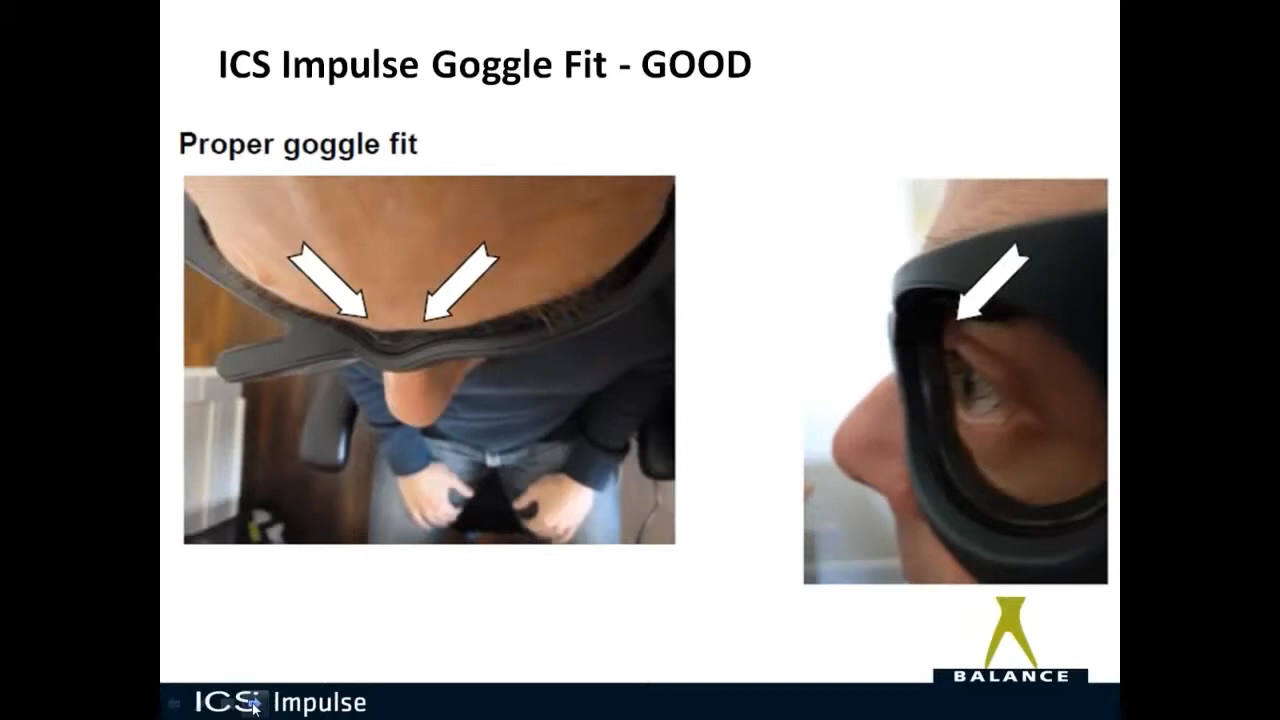 ICS Impulse Goggle Fit - GOOD
Proper goggle fit
BALANCE
ICS Impulse